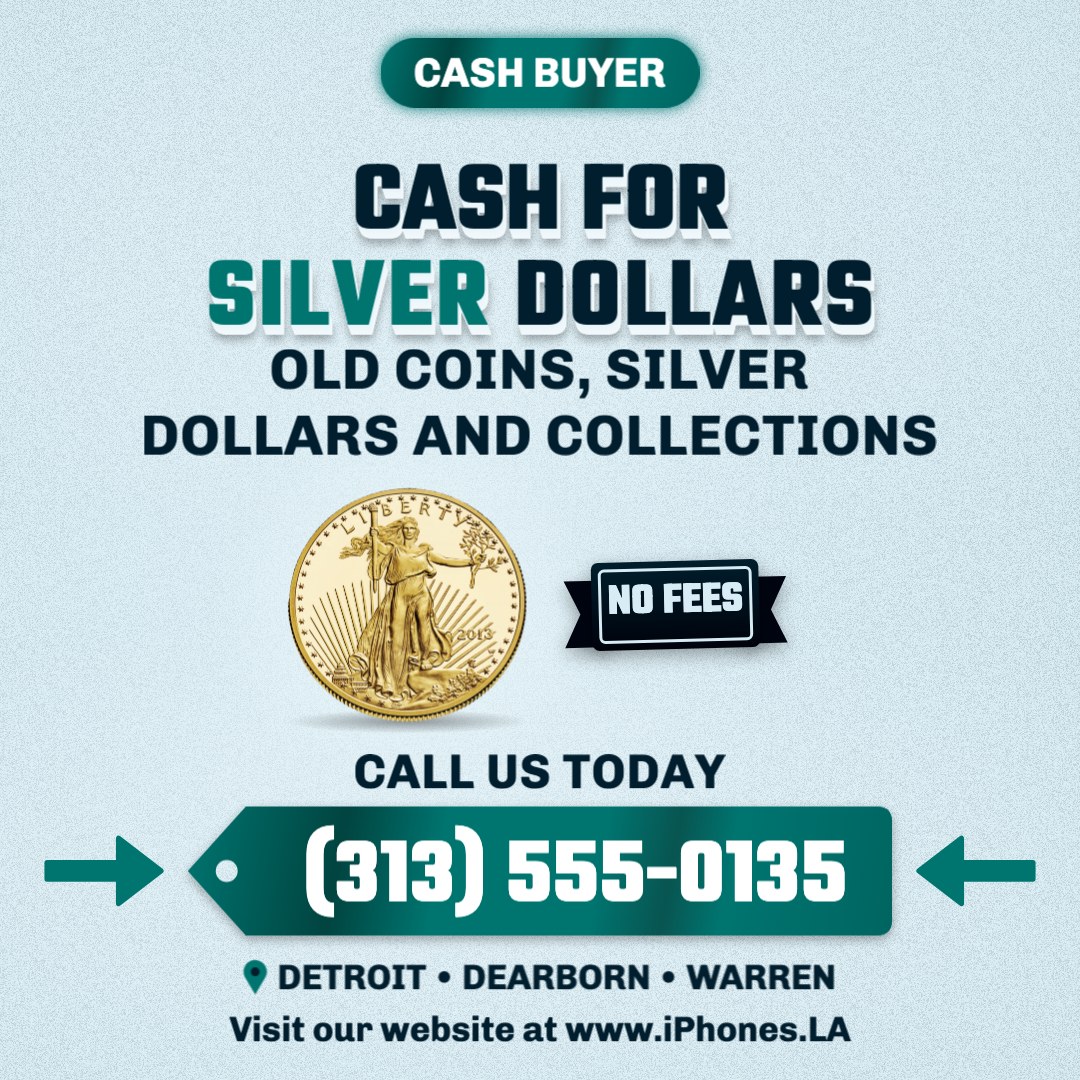 CASH BUYER
CASH FOR
SILVER DOLLARS
OLD COINS, SILVER
DOLLARS AND COLLECTIONS
LIBERTY
2013
NO FEES
CALL US TODAY
(313) 555-0135
DETROIT • DEARBORN • WARREN
Visit our website at www.iPhones.LA